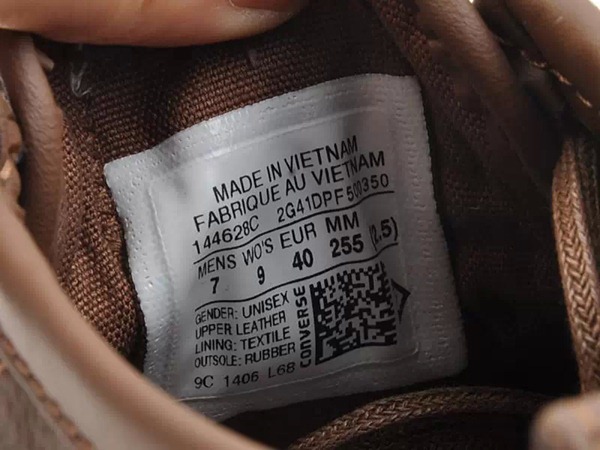 MADE IN VIETNAM
FABRIQUE AU VIETNAM
144628C 2G41DPF500350
MENS WO'S EUR MM
7 9 40 255 (2.5)
GENDER: UNISEX
UPPER LEATHER
LINING: TEXTILE
OUTSOLE: RUBBER
CONVERSE
9C 1406 L68